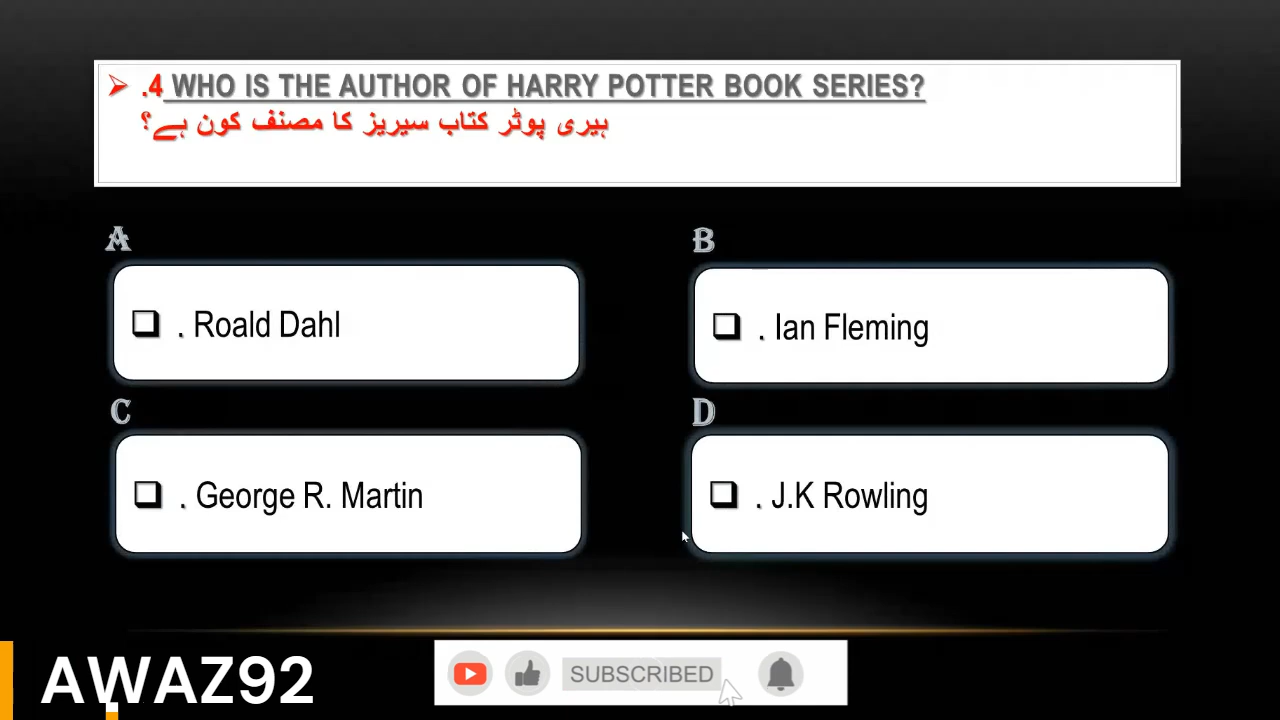 .4 WHO IS THE AUTHOR OF HARRY POTTER BOOK SERIES?
ہیری پوٹر کتاب سیریز کا مصنف کون ہے؟
A
B
. Roald Dahl
. Ian Fleming
C
D
. George R. Martin
. J.K Rowling
AWAZ92
SUBSCRIBED